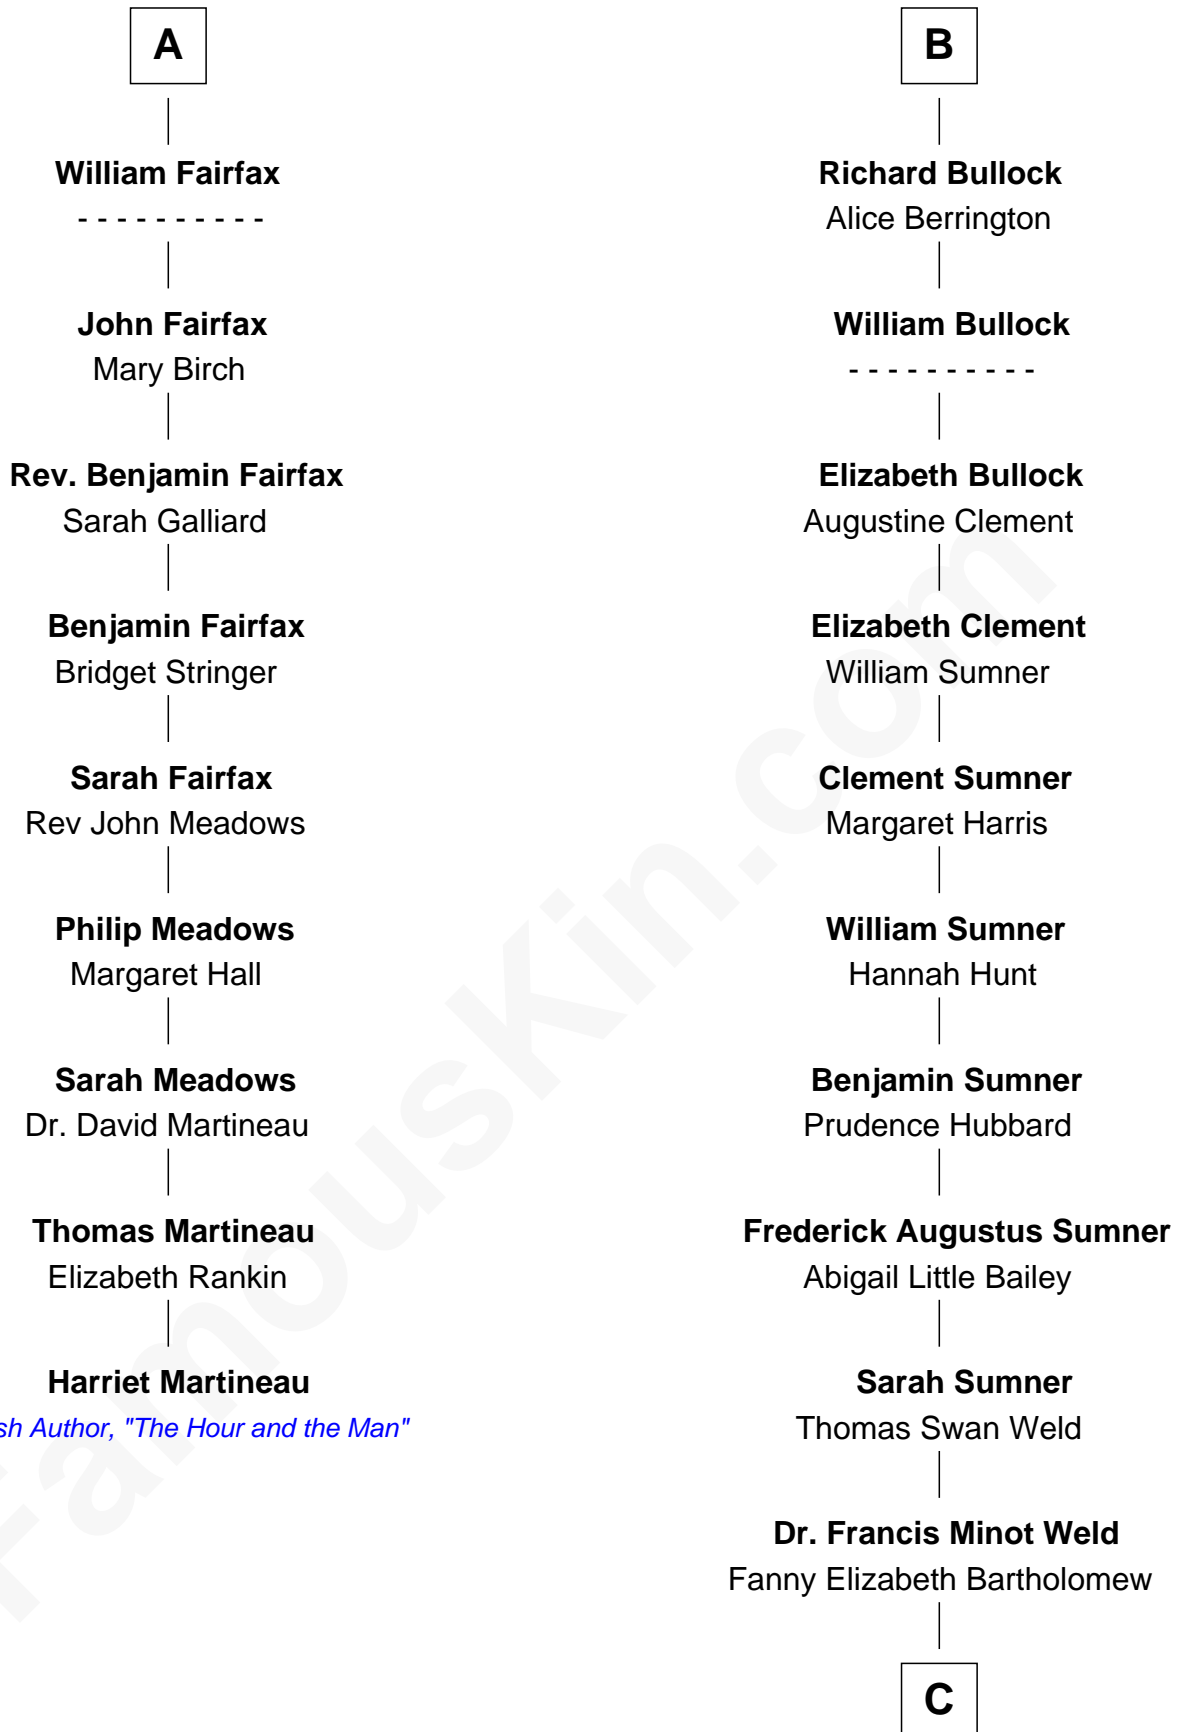 A
William Fairfax
- - - - - - - - - -
John Fairfax
Mary Birch
Rev. Benjamin Fairfax
Sarah Galliard
Benjamin Fairfax
Bridget Stringer
Sarah Fairfax
Rev John Meadows
Philip Meadows
Margaret Hall
Sarah Meadows
Dr. David Martineau
Thomas Martineau
Elizabeth Rankin
Harriet Martineau
sh Author, "The Hour and the Man"
B
Richard Bullock
Alice Berrington
William Bullock
- - - - - - - - - -
Elizabeth Bullock
Augustine Clement
Elizabeth Clement
William Sumner
Clement Sumner
Margaret Harris
William Sumner
Hannah Hunt
Benjamin Sumner
Prudence Hubbard
Frederick Augustus Sumner
Abigail Little Bailey
Sarah Sumner
Thomas Swan Weld
Dr. Francis Minot Weld
Fanny Elizabeth Bartholomew
C
FamousKin.com